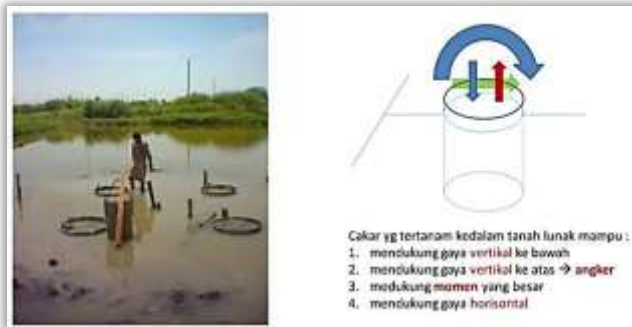 Cakar yg tertanam kedalam tanah lunak mampu :
1. mendukung gaya vertikal ke bawah
2. mendukung gaya vertikal ke atas → angker
3. modukung momen yang besar
4. mendukung gaya horisontal